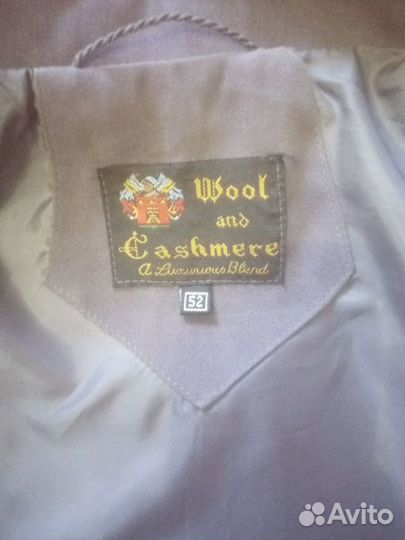 Wool
and
Cashmere
A Luxurious Blend
52
Avito